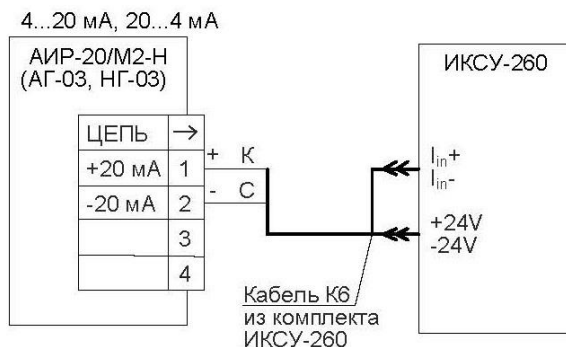 4...20 мА, 20...4 мА
АИР-20/М2-Н
(АГ-03, НГ-03)
ИКСУ-260
ЦЕПЬ →
+20 мА 1 + К
-20 мА 2 - С
3
4
Iin+
Iin-
+24V
-24V
Кабель К6
из комплекта
ИКСУ-260